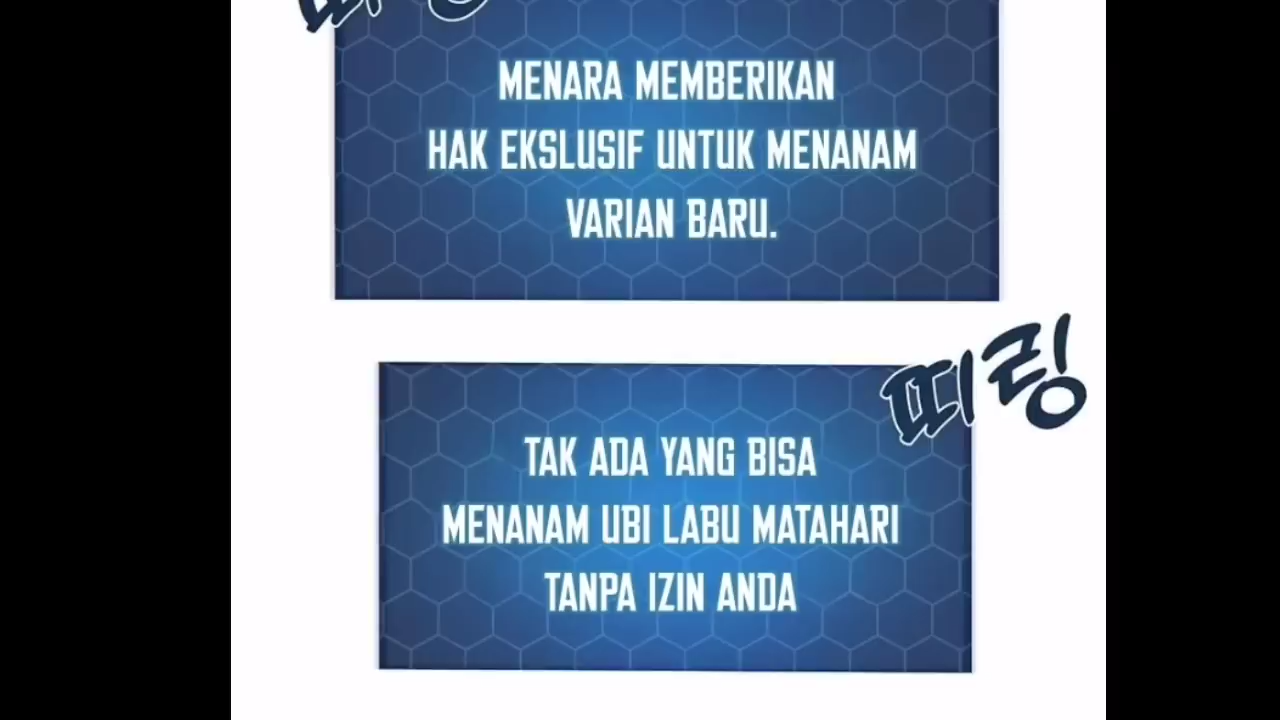 MENARA MEMBERIKAN
HAK EKSLUSIF UNTUK MENANAM
VARIAN BARU.
띠링
TAK ADA YANG BISA
MENANAM UBI LABU MATAHARI
TANPA IZIN ANDA